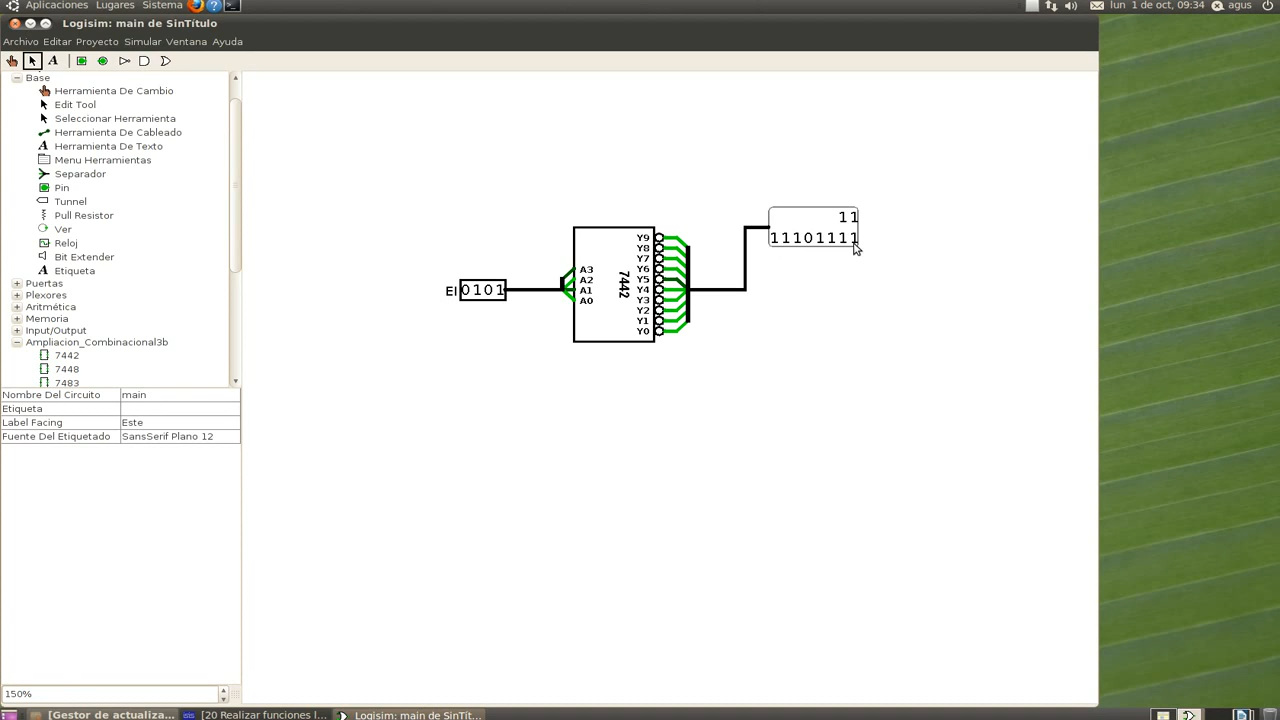 Aplicaciones Lugares Sistema lun 1 de oct, 09:34 agus
Logisim: main de SinTítulo
Archivo Editar Proyecto Simular Ventana Ayuda
Base
Herramienta De Cambio
Edit Tool
Seleccionar Herramienta
Herramienta De Cableado
Herramienta De Texto
Menu Herramientas
Separador
Pin
Tunnel
Pull Resistor
Ver
Reloj
Bit Extender
Etiqueta
Puertas
Plexores
Aritmética
Memoria
Input/Output
Ampliacion_Combinacional3b
7442
7448
7483
Nombre Del Circuito main
Etiqueta
Label Facing Este
Fuente Del Etiquetado SansSerif Plano 12
150%
EI 0101
A3
A2
A1
A0
7442
Y9
Y8
Y7
Y6
Y5
Y4
Y3
Y2
Y1
Y0
11
11101111
[Gestor de actualiza... [20 Realizar funciones l... Logisim: main de SinTít...